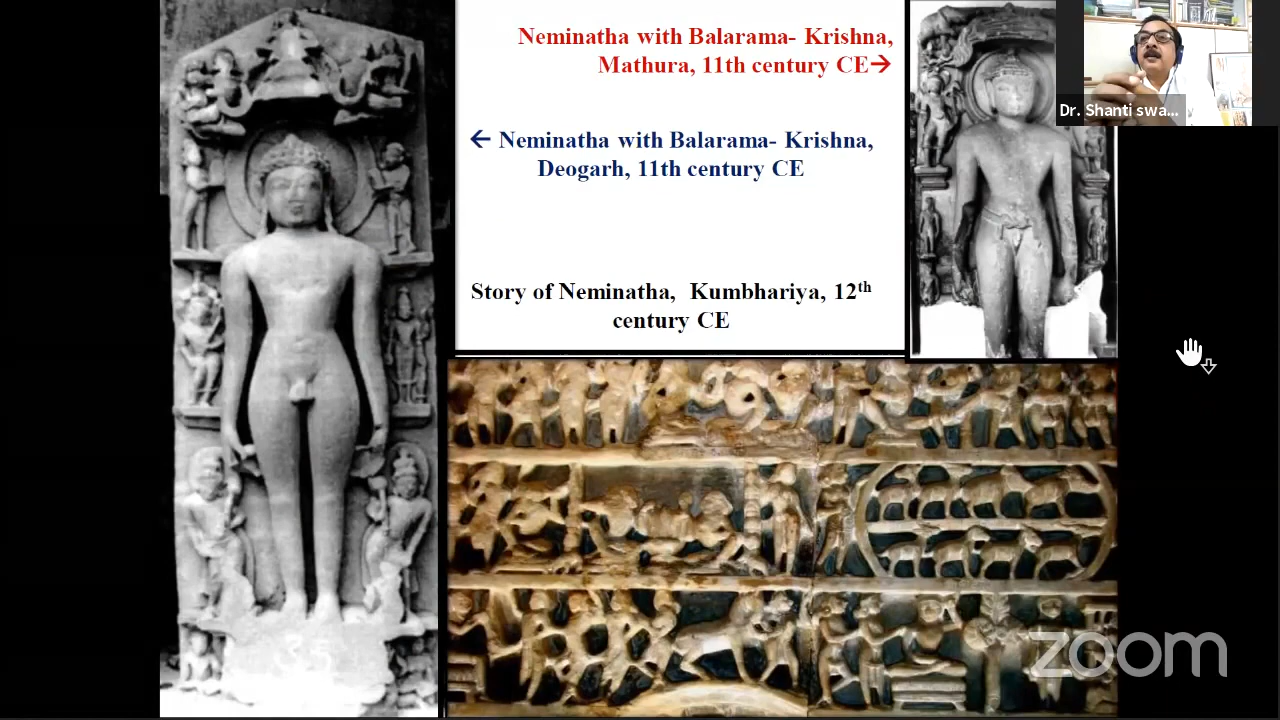 Neminatha with Balarama- Krishna,
Mathura, 11th century CE→
← Neminatha with Balarama- Krishna,
Deogarh, 11th century CE
Story of Neminatha, Kumbhariya, 12th
century CE
Dr. Shanti swa...
35
zoom